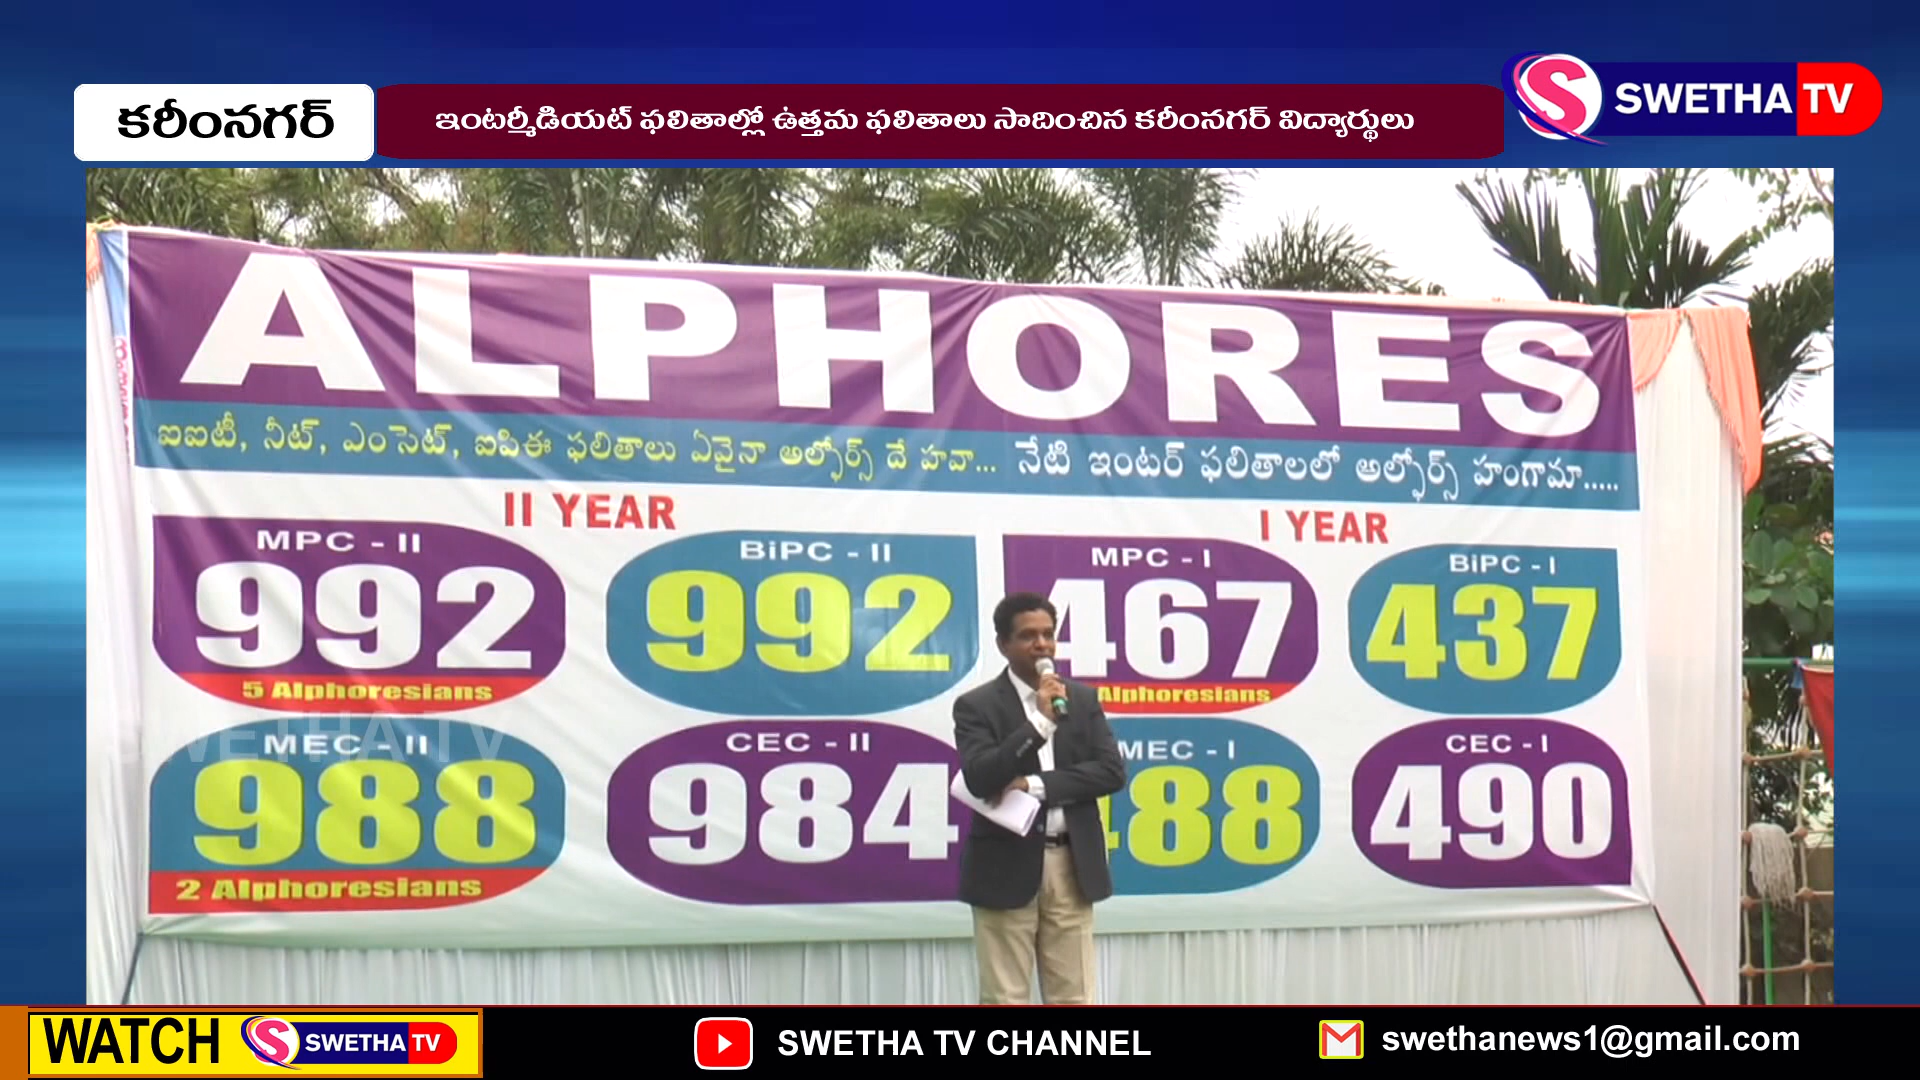 కరీంనగర్
ఇంటర్మీడియట్ ఫలితాల్లో ఉత్తమ ఫలితాలు సాదించిన కరీంనగర్ విద్యార్థులు
SWETHA TV
ALPHORES
ఐఐటీ, నీట్, ఎంసెట్, ఐపిఈ ఫలితాలు ఏవైనా అల్ఫోర్స్ దే హవా... నేటి ఇంటర్ ఫలితాలలో అల్ఫోర్స్ హంగామా.....
II YEAR
I YEAR
MPC - II
992
5 Alphoresians
BiPC - II
992
MPC - I
467
Alphoresians
BiPC - I
437
SWETHA TV
MEC - II
988
2 Alphoresians
CEC - II
984
MEC - I
488
CEC - I
490
WATCH SWETHA TV
SWETHA TV CHANNEL
swethanews1@gmail.com